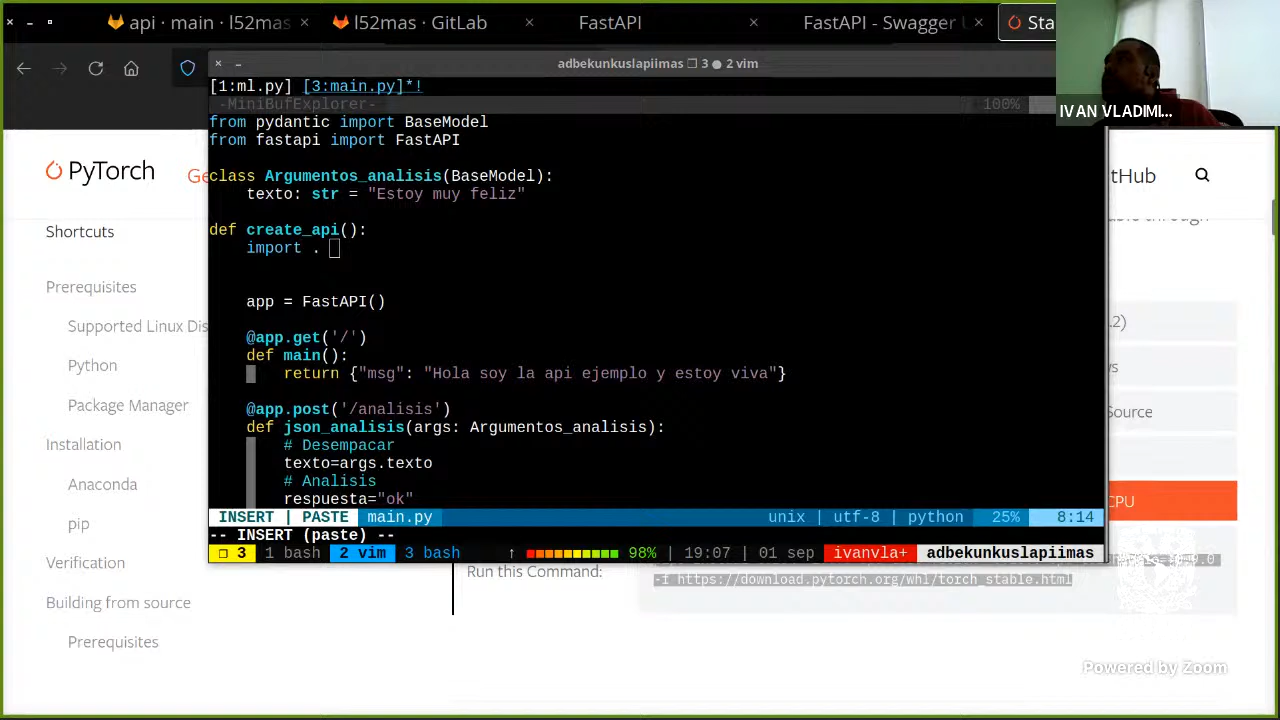 api · main · l52mas
l52mas · GitLab
FastAPI
FastAPI - Swagger
Sta
adbekunkuslapiimas ❐ 3 ● 2 vim
IVAN VLADIMI...
[1:ml.py] [3:main.py]*!
-MiniBufExplorer- 100%
from pydantic import BaseModel
from fastapi import FastAPI
class Argumentos_analisis(BaseModel):
texto: str = "Estoy muy feliz"
def create_api():
import .
app = FastAPI()
@app.get('/')
def main():
return {"msg": "Hola soy la api ejemplo y estoy viva"}
@app.post('/analisis')
def json_analisis(args: Argumentos_analisis):
# Desempacar
texto=args.texto
# Analisis
respuesta="ok"
INSERT | PASTE main.py unix | utf-8 | python 25% 8:14
-- INSERT (paste) --
❐ 3 1 bash 2 vim 3 bash ↑ 98% | 19:07 | 01 sep ivanvla+ adbekunkuslapiimas
PyTorch
Ge
tHub
Shortcuts
Prerequisites
Supported Linux Dis
Python
Package Manager
Installation
Anaconda
pip
Verification
Building from source
Prerequisites
.2)
ws
Source
CPU
Run this Command:
-f https://download.pytorch.org/whl/torch_stable.html
Powered by Zoom